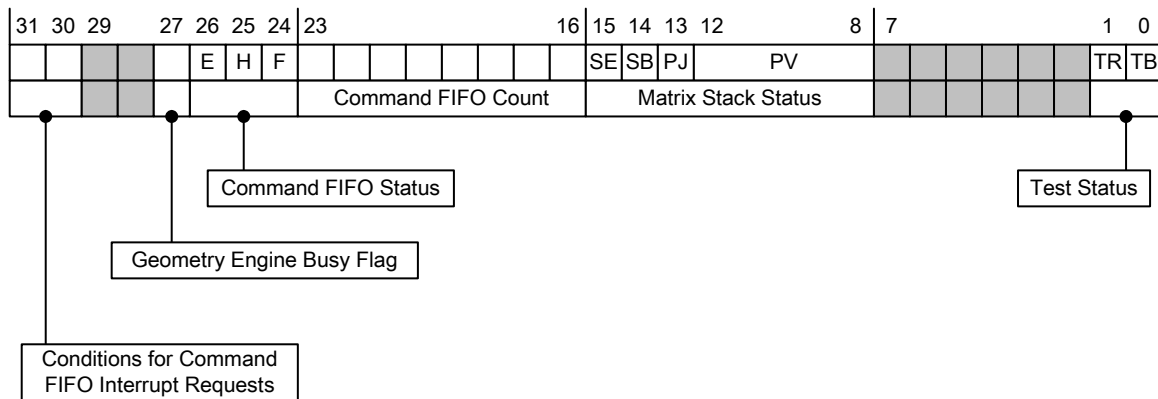 31 30 29 27 26 25 24 23 16 15 14 13 12 8 7 1 0
E H F SE SB PJ PV TR TB
Command FIFO Count Matrix Stack Status
Command FIFO Status Test Status
Geometry Engine Busy Flag
Conditions for Command
FIFO Interrupt Requests